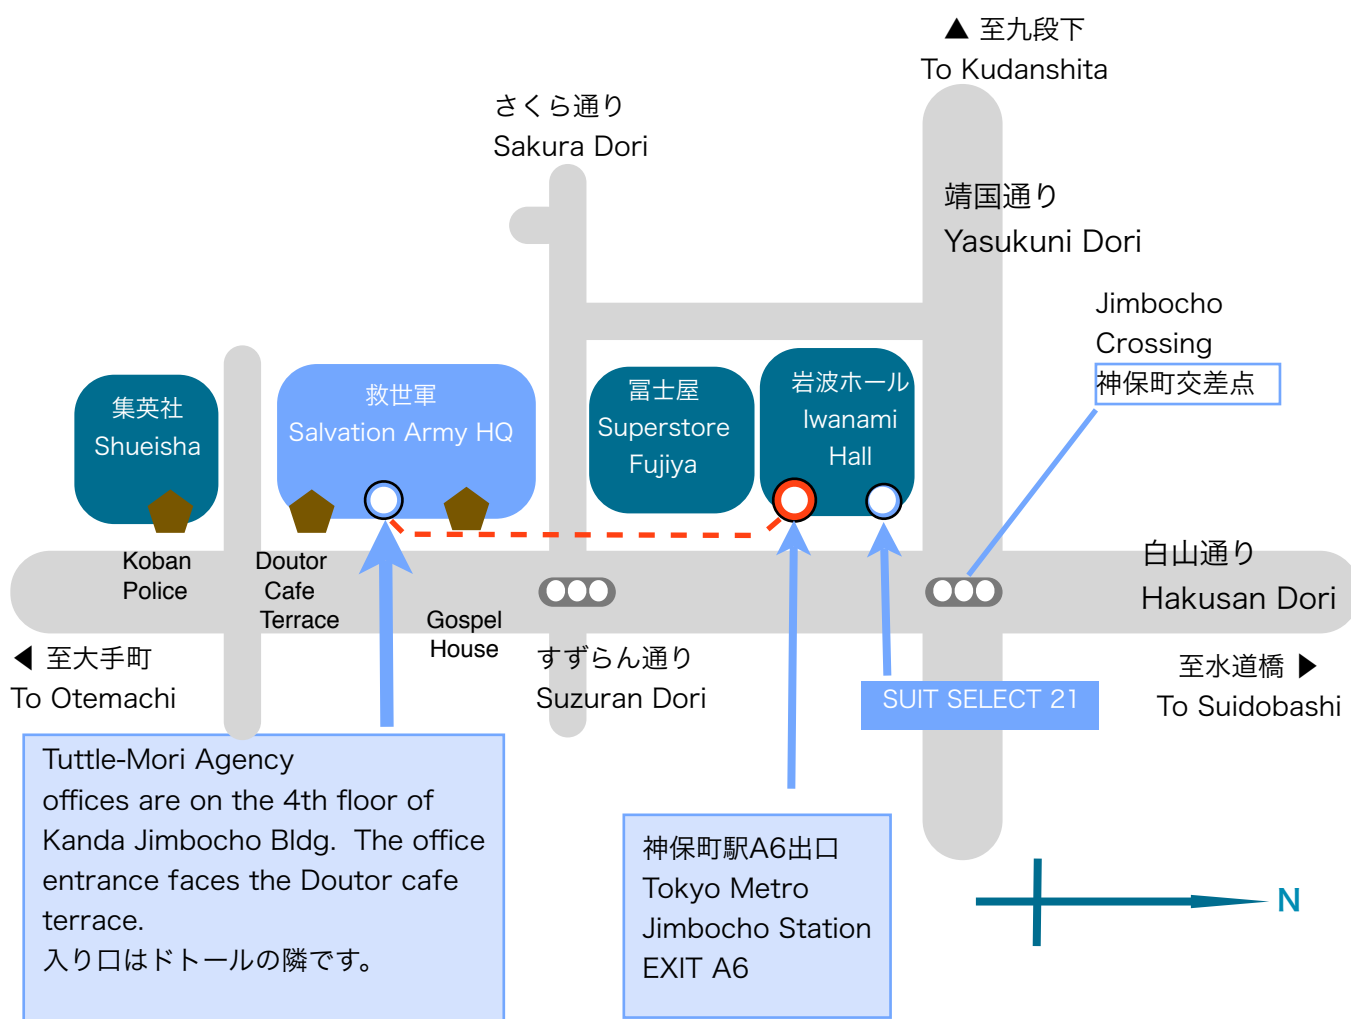 ▲ 至九段下
To Kudanshita
さくら通り
Sakura Dori
靖国通り
Yasukuni Dori
Jimbocho
Crossing
神保町交差点
集英社
Shueisha
救世軍
Salvation Army HQ
冨士屋
Superstore
Fujiya
岩波ホール
Iwanami
Hall
Koban
Police
Doutor
Cafe
Terrace
Gospel
House
白山通り
Hakusan Dori
◀ 至大手町
To Otemachi
すずらん通り
Suzuran Dori
至水道橋 ▶
To Suidobashi
SUIT SELECT 21
Tuttle-Mori Agency
offices are on the 4th floor of
Kanda Jimbocho Bldg. The office
entrance faces the Doutor cafe
terrace.
入り口はドトールの隣です。
神保町駅A6出口
Tokyo Metro
Jimbocho Station
EXIT A6
N